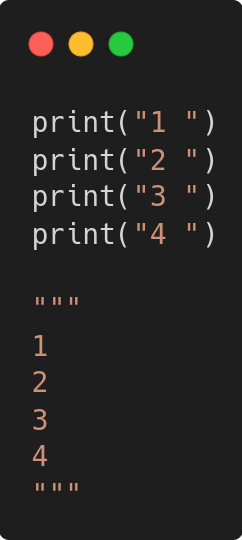 print("1 ")
print("2 ")
print("3 ")
print("4 ")
"""
1
2
3
4
"""